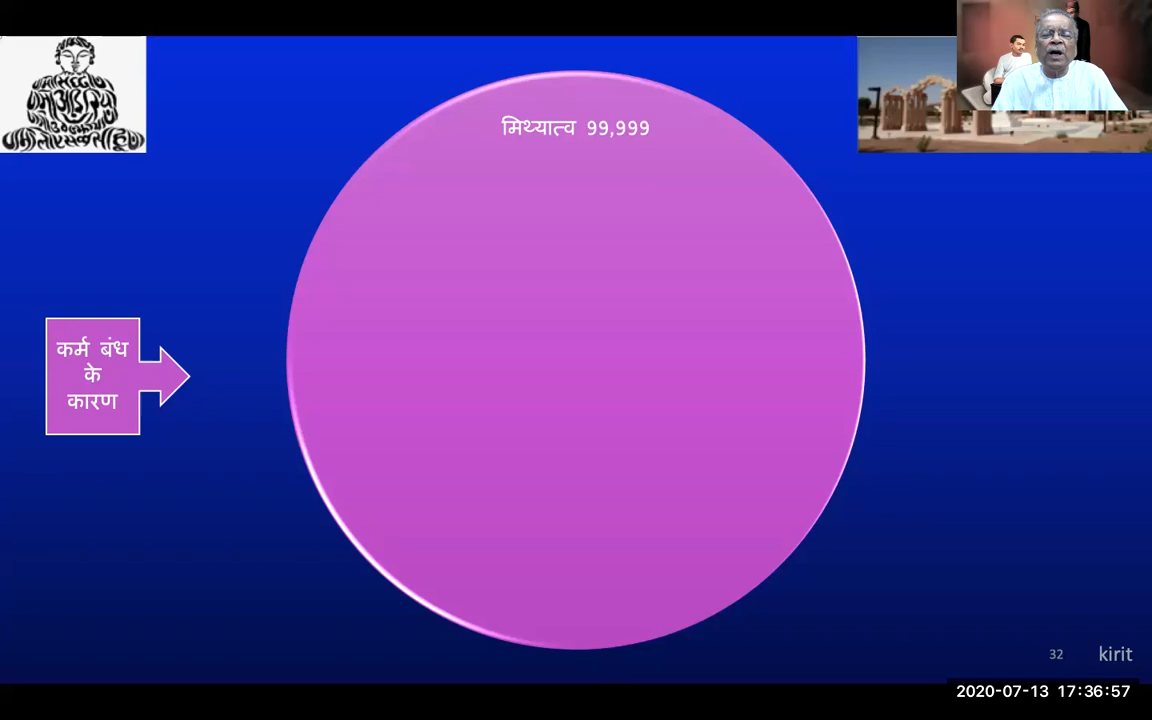 मिथ्यात्व 99,999
कर्म बंध
के
कारण
32 kirit
2020-07-13 17:36:57